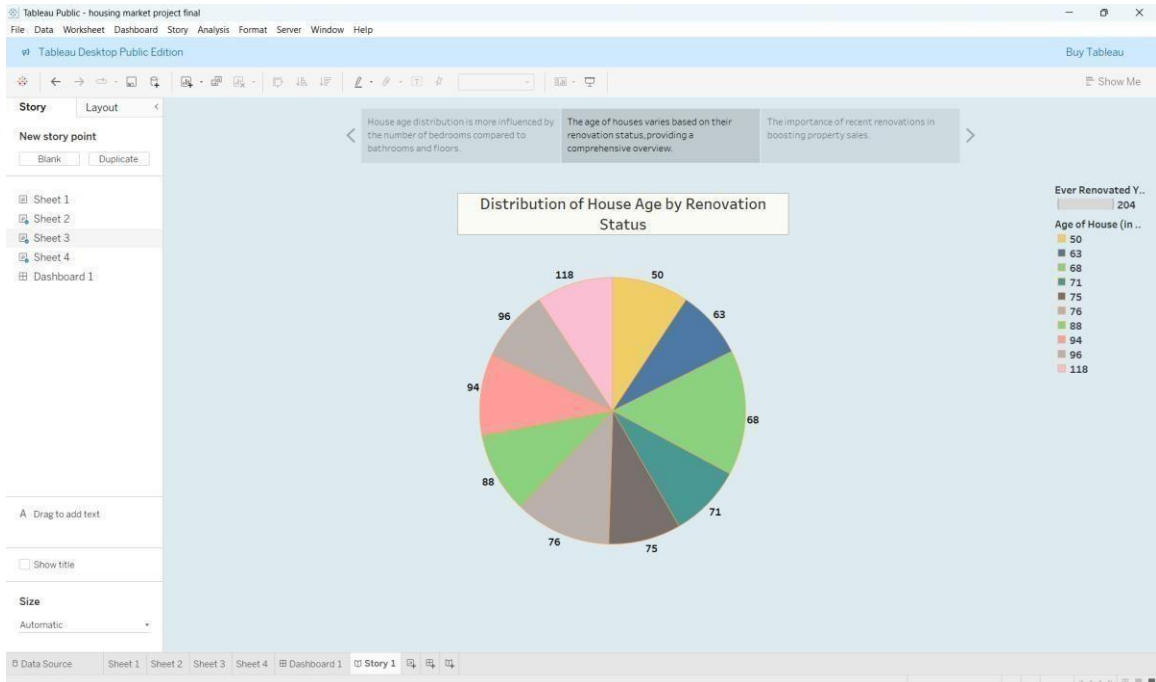 Tableau Public - housing market project final
File Data Worksheet Dashboard Story Analysis Format Server Window Help
Tableau Desktop Public Edition
Buy Tableau
Show Me
Story Layout
New story point
Blank Duplicate
Sheet 1
Sheet 2
Sheet 3
Sheet 4
Dashboard 1
A Drag to add text
Show title
Size
Automatic
House age distribution is more influenced by
the number of bedrooms compared to
bathrooms and floors.
The age of houses varies based on their
renovation status,providing a
comprehensive overview.
The importance of recent renovations in
boosting property sales.
Distribution of House Age by Renovation
Status
118
50
96
63
94
68
88
71
76
75
Ever Renovated Y..
204
Age of House (in ..
50
63
68
71
75
76
88
94
96
118
Data Source Sheet 1 Sheet 2 Sheet 3 Sheet 4 Dashboard 1 Story 1